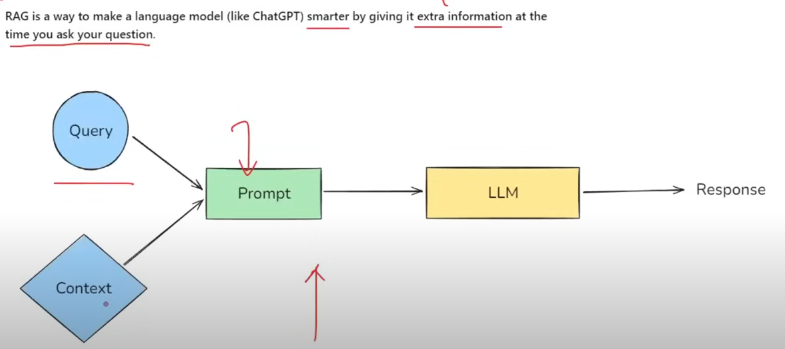 RAG is a way to make a language model (like ChatGPT) smarter by giving it extra information at the
time you ask your question.
Query
Prompt
LLM
Response
Context